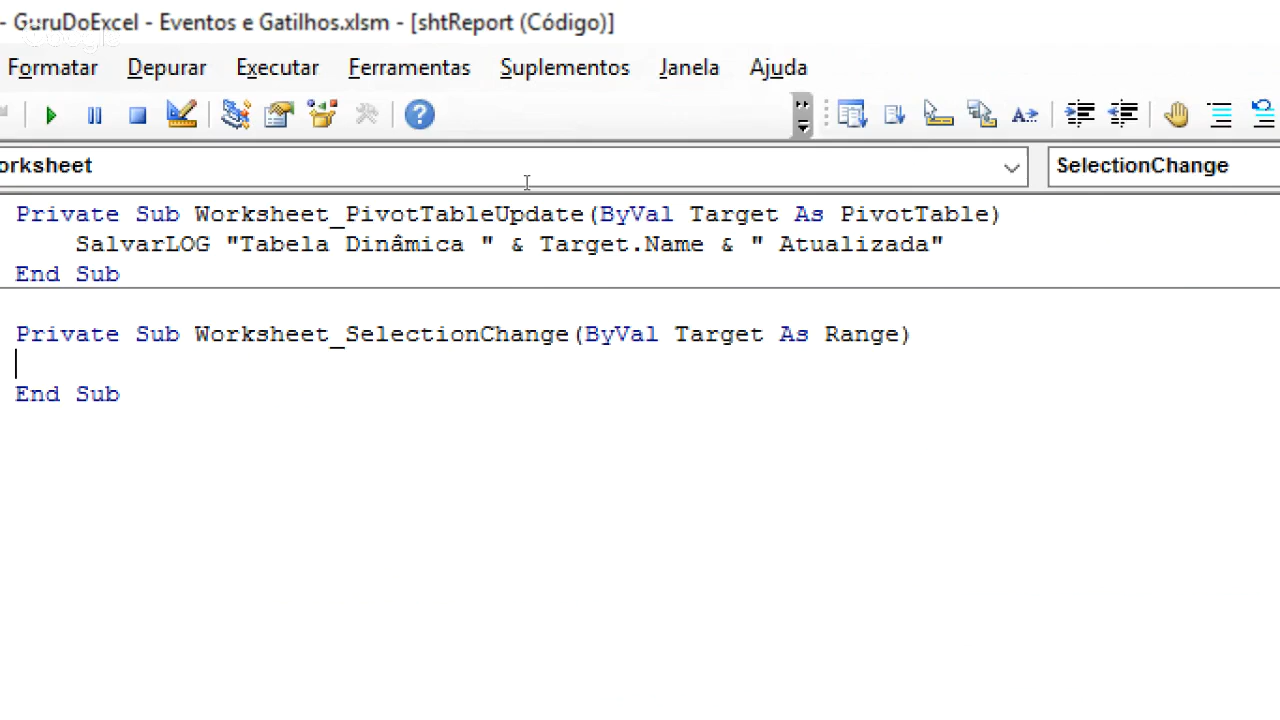 - GuruDoExcel - Eventos e Gatilhos.xlsm - [shtReport (Código)]
Formatar Depurar Executar Ferramentas Suplementos Janela Ajuda
orksheet SelectionChange
Private Sub Worksheet_PivotTableUpdate(ByVal Target As PivotTable)
SalvarLOG "Tabela Dinâmica " & Target.Name & " Atualizada"
End Sub
Private Sub Worksheet_SelectionChange(ByVal Target As Range)
End Sub